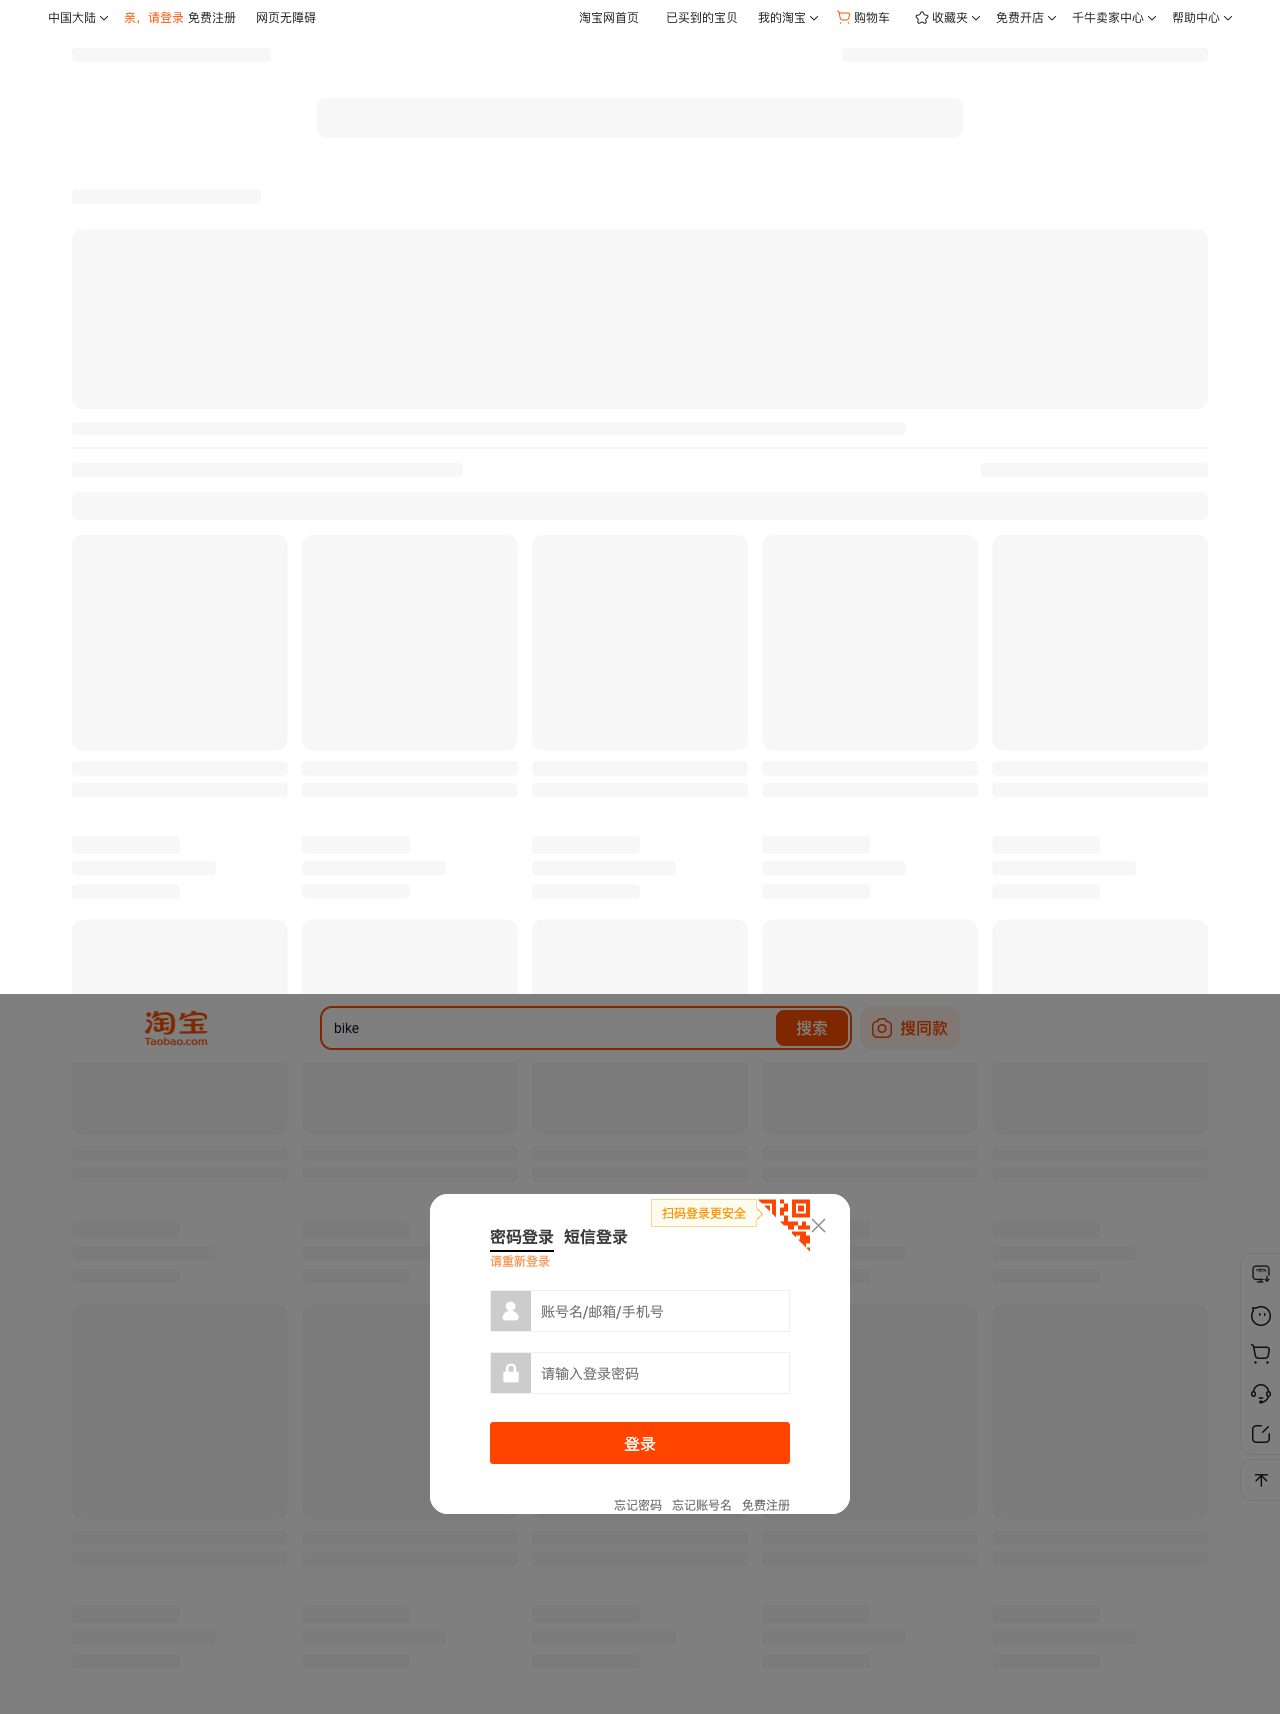 中国大陆 亲，请登录 免费注册 网页无障碍 淘宝网首页 已买到的宝贝 我的淘宝 购物车 收藏夹 免费开店 千牛卖家中心 帮助中心
淘宝
Taobao.com
bike
搜索
搜同款
扫码登录更安全
密码登录 短信登录
请重新登录
账号名/邮箱/手机号
请输入登录密码
登录
忘记密码 忘记账号名 免费注册